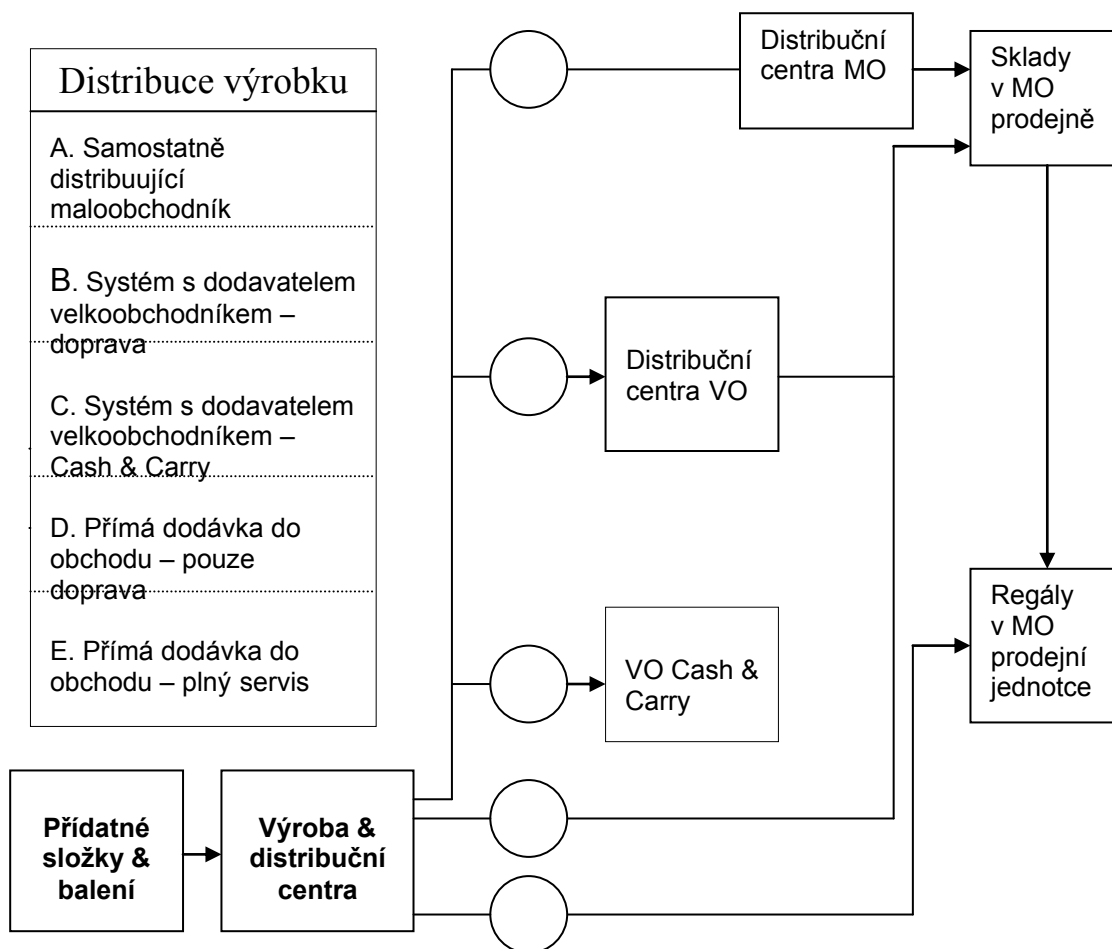 Distribuce výrobku
A. Samostatně
distribuující
maloobchodník
B. Systém s dodavatelem
velkoobchodníkem –
doprava
C. Systém s dodavatelem
velkoobchodníkem –
Cash & Carry
D. Přímá dodávka do
obchodu – pouze
doprava
E. Přímá dodávka do
obchodu – plný servis
Distribuční
centra MO
Sklady
v MO
prodejně
Distribuční
centra VO
VO Cash &
Carry
Regály
v MO
prodejní
jednotce
Přídatné
složky &
balení
Výroba &
distribuční
centra